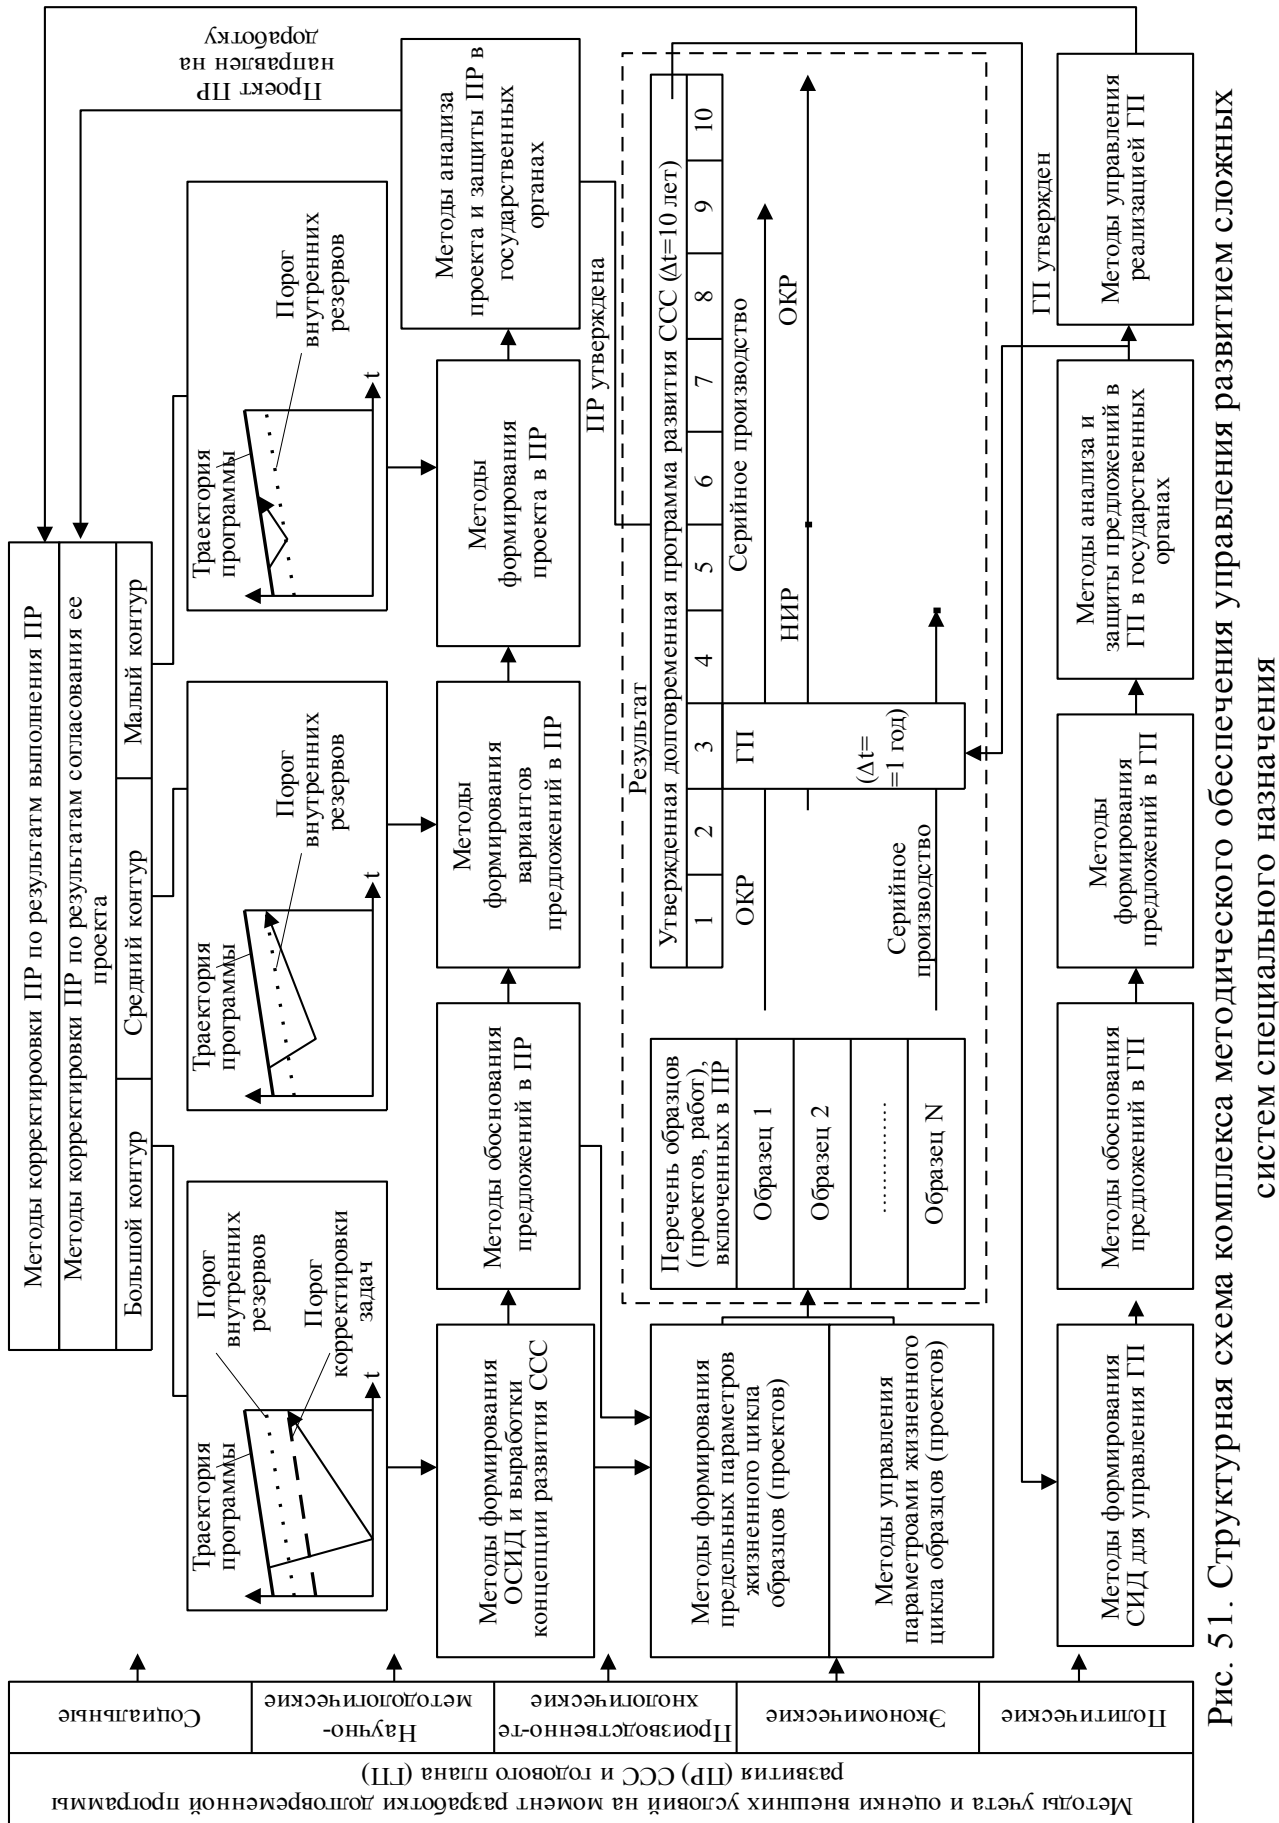 Методы учета и оценки внешних условий на момент разработки долговременной программы
развития (ПР) ССС и годового плана (ГП)
Социальные
Научно-
методологические
Производственно-те
хнологические
Экономические
Политические
Методы корректировки ПР по результатм выполнения ПР
Методы корректировки ПР по результатам согласования ее
проекта
Большой контур
Средний контур
Малый контур
Траектория
программы
Порог
внутренних
резервов
Порог
корректировки
задач
t
Траектория
программы
Порог
внутренних
резервов
t
Траектория
программы
Порог
внутренних
резервов
t
Проект ПР
направлен на
доработку
Методы формирования
ОСИД и выработки
концепции развития ССС
Методы обоснования
предложений в ПР
Методы
формирования
вариантов
предложений в ПР
Методы
формирования
проекта в ПР
Методы анализа
проекта и защиты ПР в
государственных
органах
ПР утверждена
Методы формирования
предельных параметров
жизненного цикла
образцов (проектов)
Методы управления
параметроами жизненного
цикла образцов (проектов)
Результат
Перечень образцов
(проектов, работ),
включенных в ПР
Образец 1
Образец 2
...............
Образец N
Утвержденная долговременная программа развития ССС (Δt=10 лет)
1 2 3 4 5 6 7 8 9 10
ОКР
ГП
Серийное производство
НИР
ОКР
(Δt=
=1 год)
Серийное
производство
Методы формирования
СИД для управления ГП
Методы обоснования
предложений в ГП
Методы
формирования
предложений в ГП
Методы анализа и
защиты предложений в
ГП в государственных
органах
ГП утвержден
Методы управления
реализацией ГП
Рис. 51. Структурная схема комплекса методического обеспечения управления развитием сложных
систем специального назначения